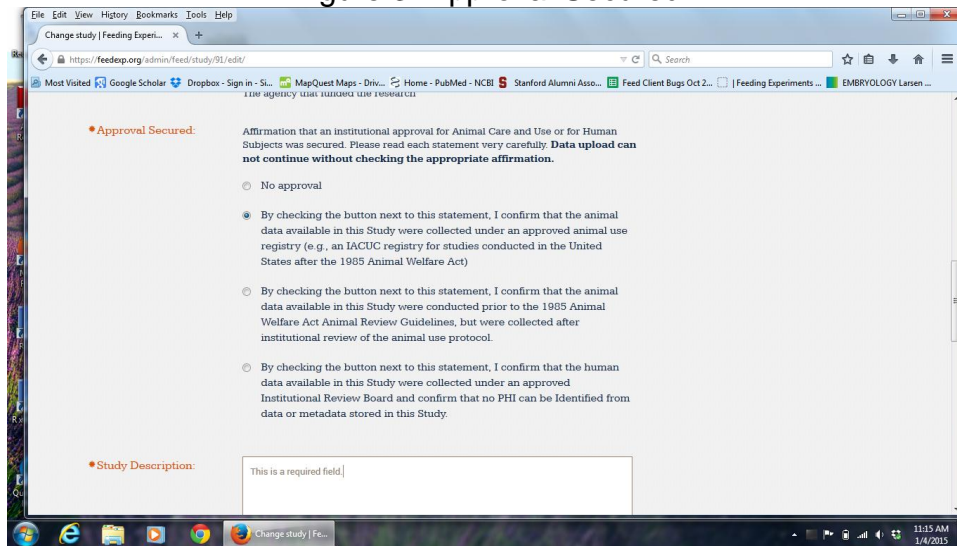 File Edit View History Bookmarks Tools Help
Change study | Feeding Experi... × +
https://feedexp.org/admin/feed/study/91/edit/ Search
Most Visited Google Scholar Dropbox - Sign in - Si... MapQuest Maps - Driv... Home - PubMed - NCBI Stanford Alumni Asso... Feed Client Bugs Oct 2... | Feeding Experiments ... EMBRYOLOGY Larsen ...
The agency that funded the research
*Approval Secured: Affirmation that an institutional approval for Animal Care and Use or for Human
Subjects was secured. Please read each statement very carefully. Data upload can
not continue without checking the appropriate affirmation.
No approval
By checking the button next to this statement, I confirm that the animal
data available in this Study were collected under an approved animal use
registry (e.g., an IACUC registry for studies conducted in the United
States after the 1985 Animal Welfare Act)
By checking the button next to this statement, I confirm that the animal
data available in this Study were conducted prior to the 1985 Animal
Welfare Act Animal Review Guidelines, but were collected after
institutional review of the animal use protocol.
By checking the button next to this statement, I confirm that the human
data available in this Study were collected under an approved
Institutional Review Board and confirm that no PHI can be Identified from
data or metadata stored in this Study.
*Study Description: This is a required field.
Change study | Fe... 11:15 AM
1/4/2015